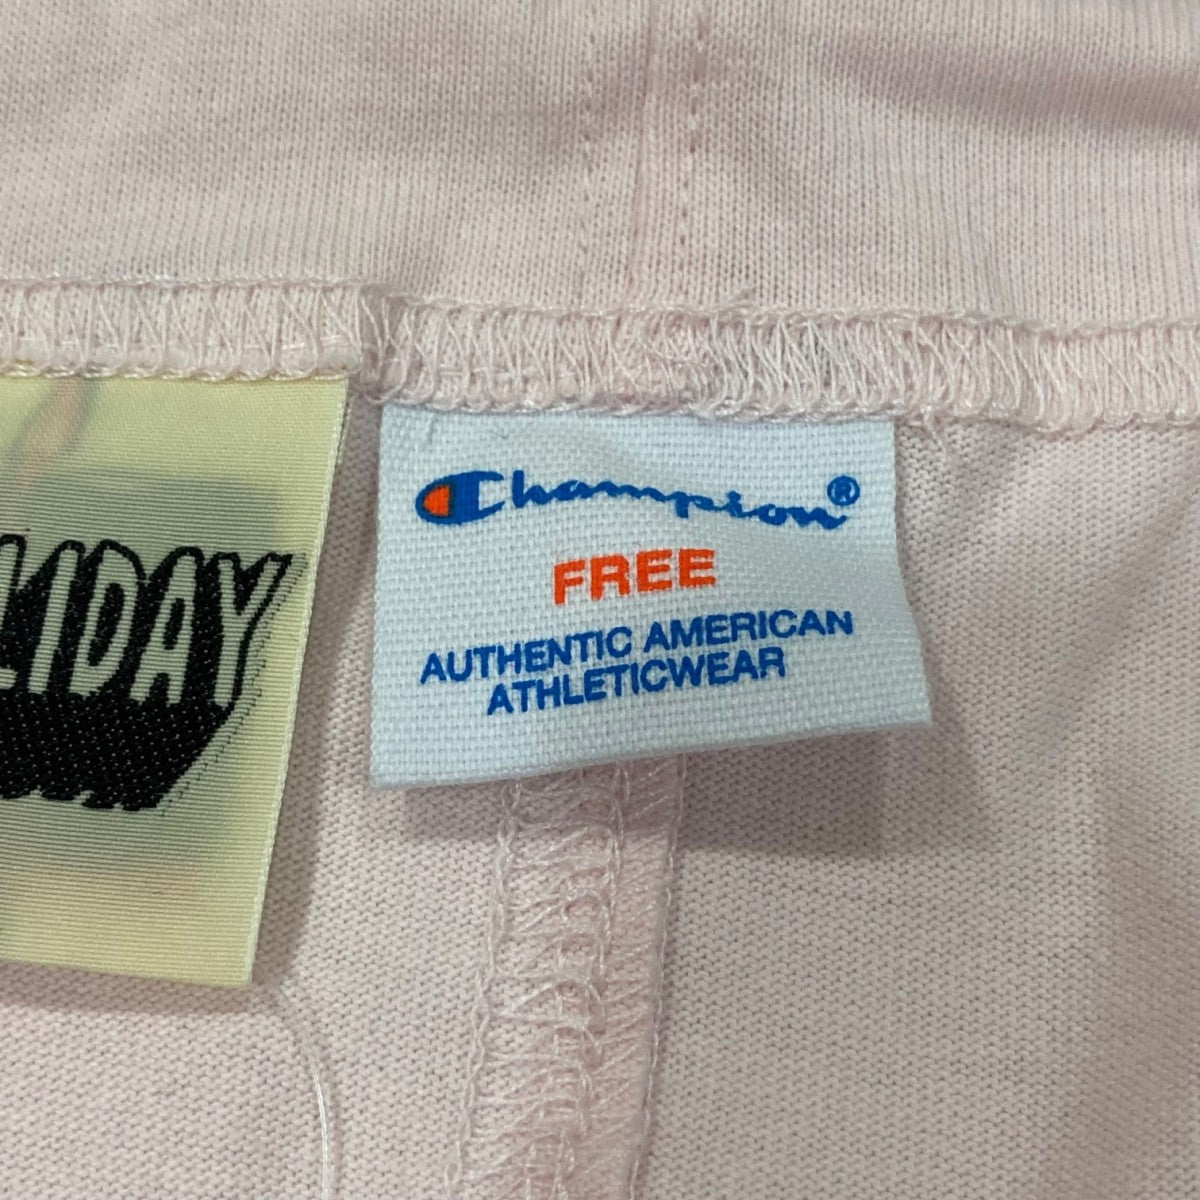 LIDAY
Champion®
FREE
AUTHENTIC AMERICAN
ATHLETICWEAR